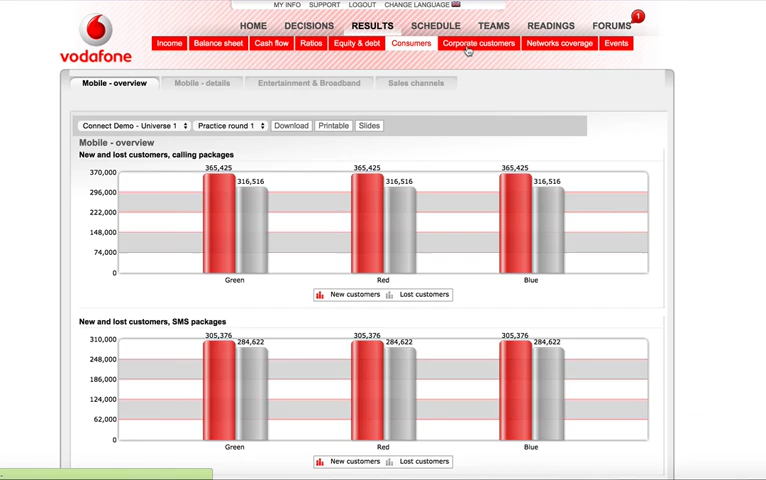 MY INFO SUPPORT LOGOUT CHANGE LANGUAGE
HOME DECISIONS RESULTS SCHEDULE TEAMS READINGS FORUMS 1
vodafone
Income Balance sheet Cash flow Ratios Equity & debt Consumers Corporate customers Networks coverage Events
Mobile - overview Mobile - details Entertainment & Broadband Sales channels
Connect Demo - Universe 1 Practice round 1 Download Printable Slides
Mobile - overview
New and lost customers, calling packages
365,425 365,425 365,425
316,516 316,516 316,516
370,000
296,000
222,000
148,000
74,000
0
Green Red Blue
New customers Lost customers
New and lost customers, SMS packages
305,376 305,376 305,376
284,622 284,622 284,622
310,000
248,000
186,000
124,000
62,000
0
Green Red Blue
New customers Lost customers